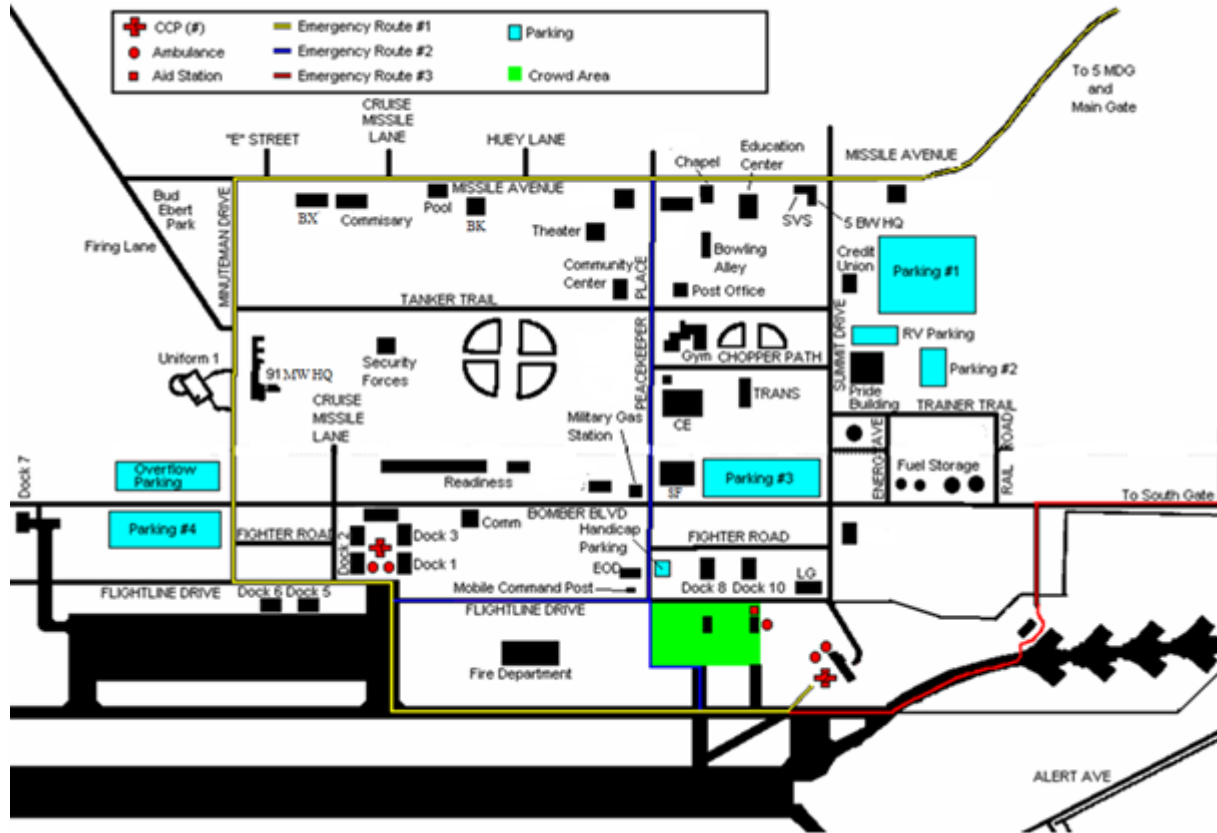 CCP (#)
Emergency Route #1
Parking
Ambulance
Emergency Route #2
Aid Station
Emergency Route #3
Crowd Area
To 5 MDG
and
Main Gate
CRUISE
MISSILE
LANE
"E" STREET
HUEY LANE
Education
Center
Chapel
MISSILE AVENUE
Bud
Ebert
Park
MINUTEMAN DRIVE
BX
Commisary
Pool
MISSILE AVENUE
BK
SVS
5 BW HQ
Firing Lane
Theater
Bowling
Alley
Credit
Union
Parking #1
Community
Center
PLACE
Post Office
TANKER TRAIL
PEACEKEEPER
SUMMIT DRIVE
RV Parking
Uniform 1
91 MW HQ
Security
Forces
Gym
CHOPPER PATH
Parking #2
CRUISE
MISSILE
LANE
TRANS
Pride
Building
TRAINER TRAIL
Military Gas
Station
CE
ENERGY AVE
RAIL ROAD
Fuel Storage
Dock 7
Overflow
Parking
Readiness
SF
Parking #3
To South Gate
Parking #4
FIGHTER ROAD
Dock 2
Dock 3
Comm
BOMBER BLVD
Handicap
Parking
FIGHTER ROAD
Dock 1
EOD
Dock 8
Dock 10
LG
FLIGHTLINE DRIVE
Dock 6
Dock 5
Mobile Command Post
FLIGHTLINE DRIVE
Fire Department
ALERT AVE